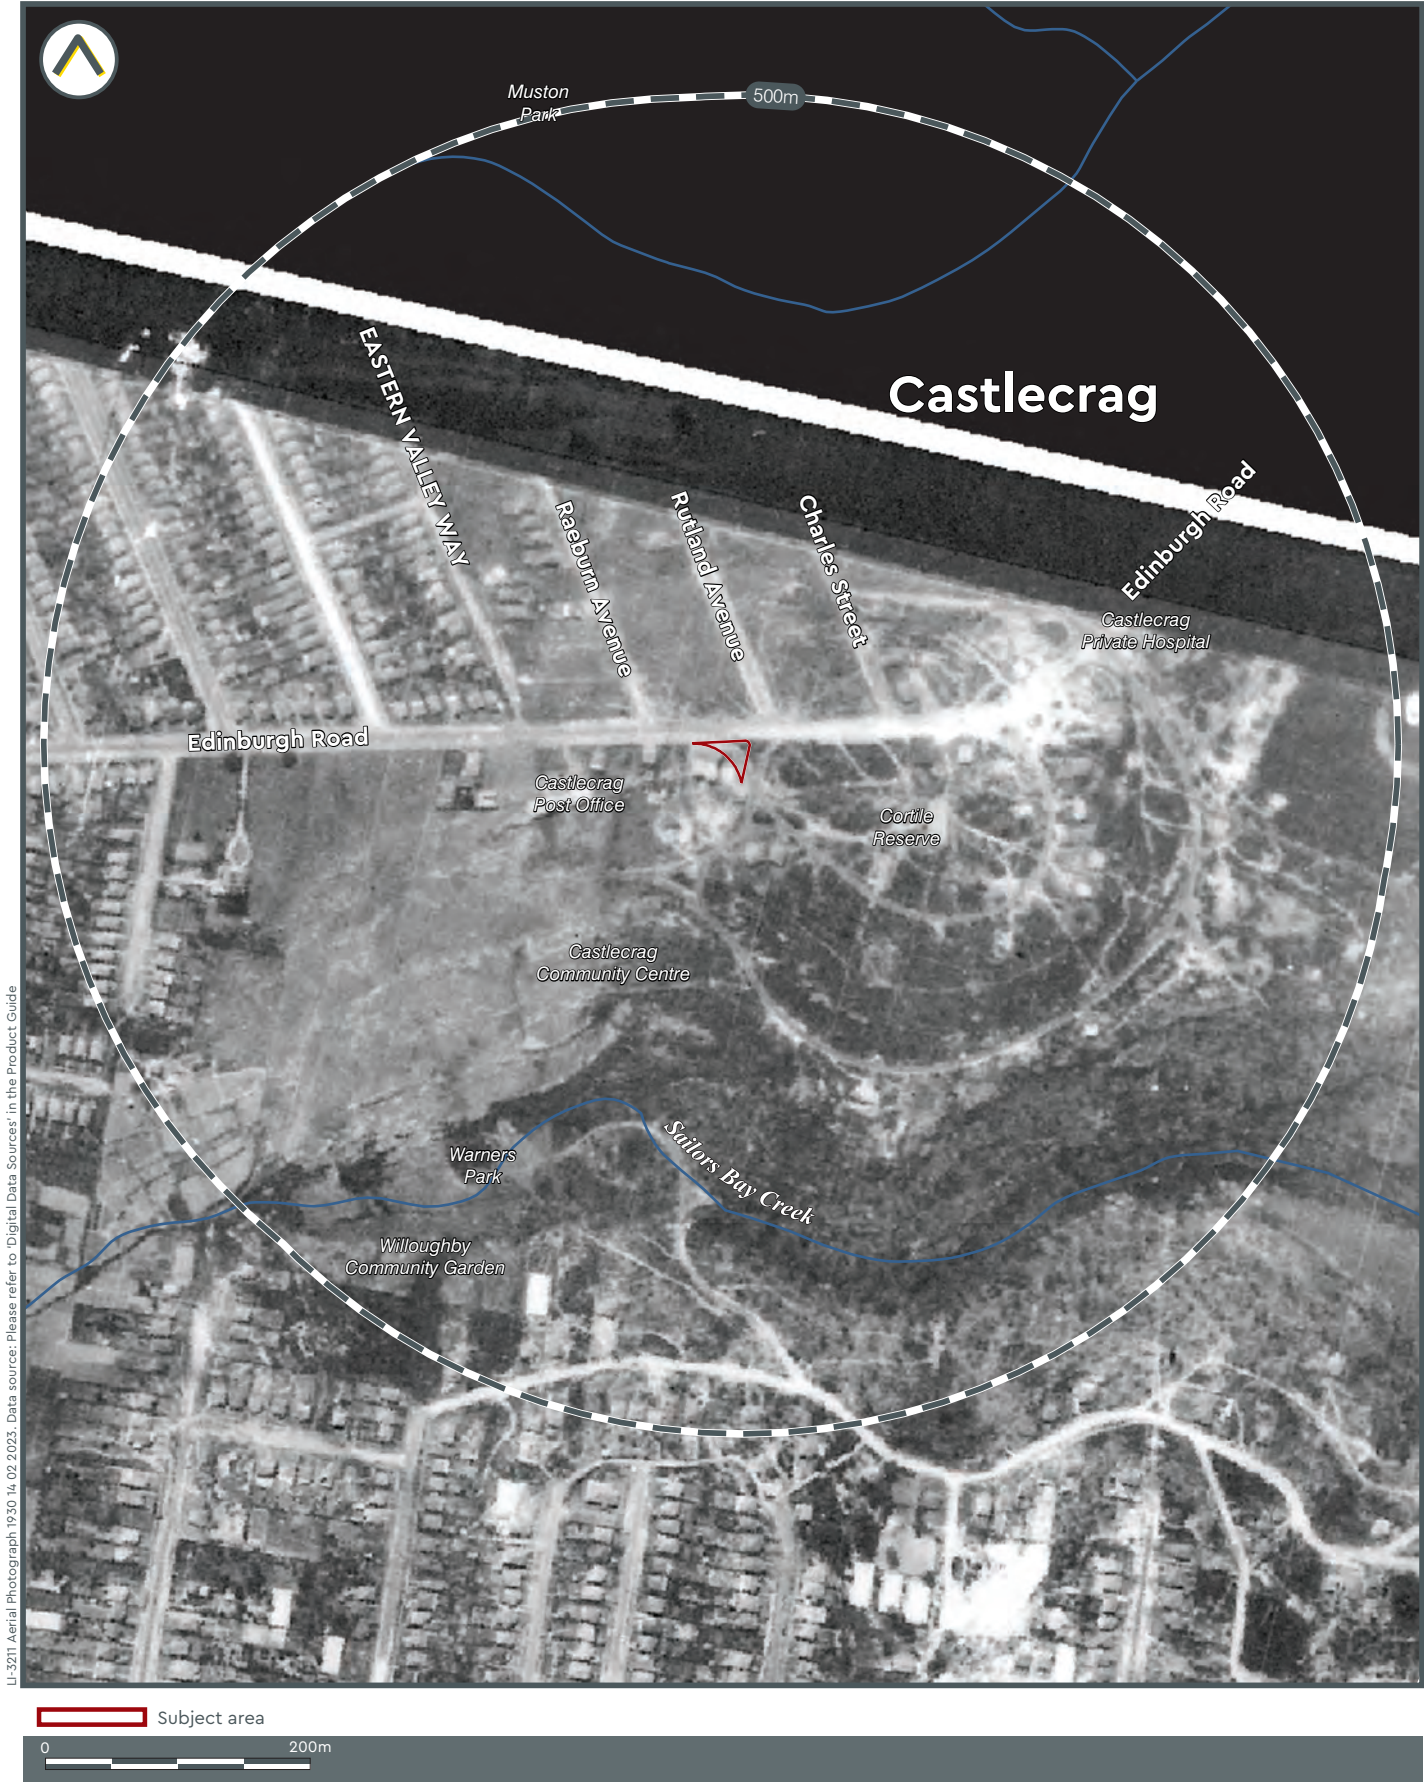 Muston
Park
500m
Castlecrag
EASTERN VALLEY WAY
Raeburn Avenue
Rutland Avenue
Charles Street
Edinburgh Road
Castlecrag
Private Hospital
Edinburgh Road
Castlecrag
Post Office
Cortile
Reserve
Castlecrag
Community Centre
Warners
Park
Sailors Bay Creek
Willoughby
Community Garden
LI-3211 Aerial Photograph 1930 14 02 2023. Data source: Please refer to 'Digital Data Sources' in the Product Guide
Subject area
0
200m